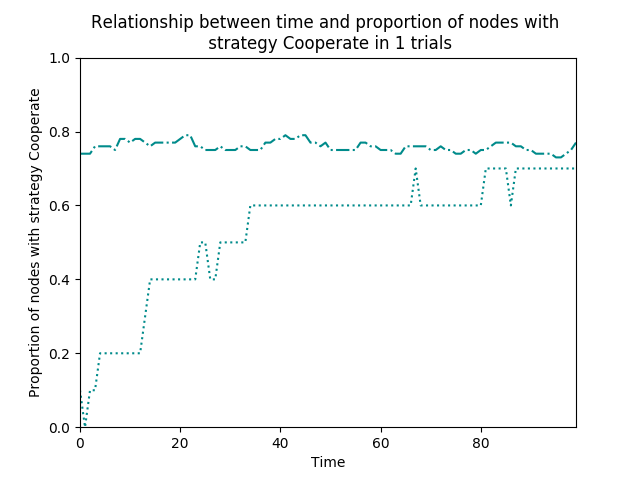 Relationship between time and proportion of nodes with
strategy Cooperate in 1 trials
Proportion of nodes with strategy Cooperate
1.0
0.8
0.6
0.4
0.2
0.0
0 20 40 60 80
Time